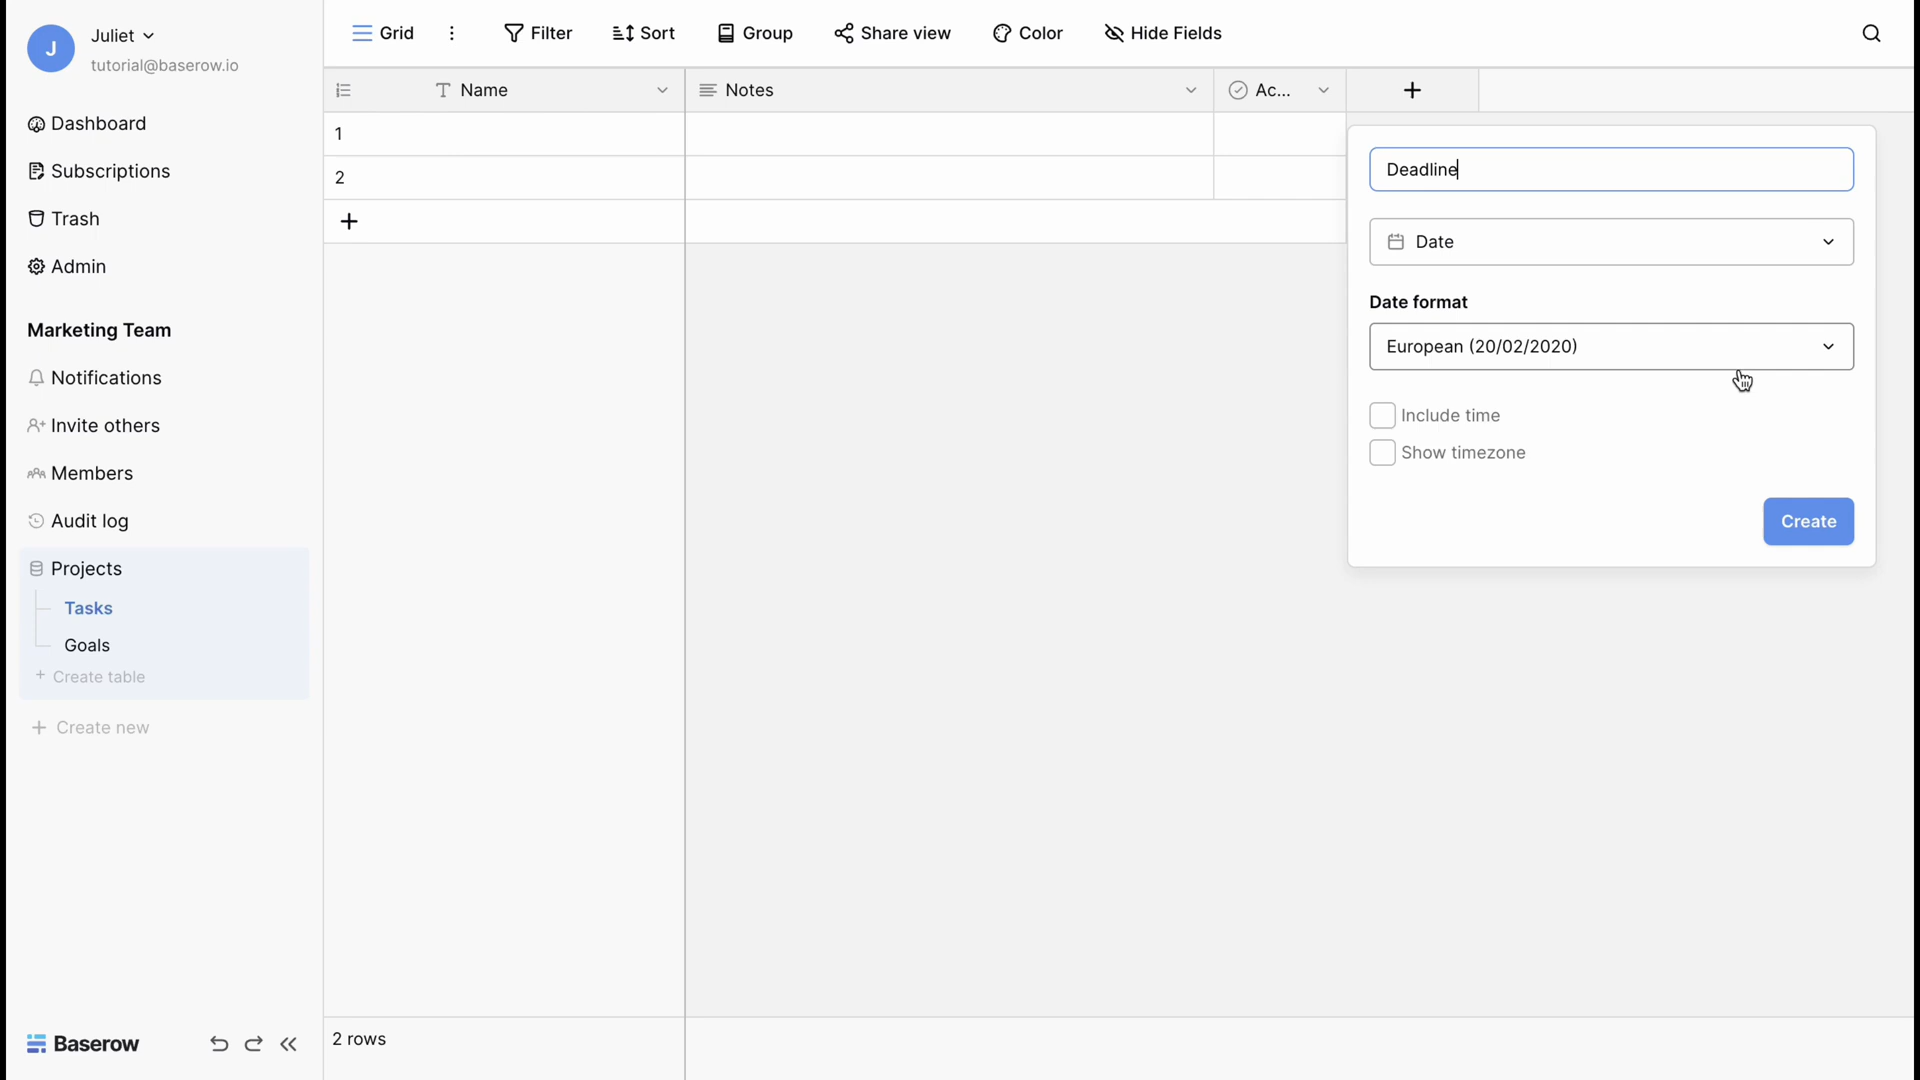 J
Juliet
tutorial@baserow.io
Dashboard
Subscriptions
Trash
Admin
Marketing Team
Notifications
Invite others
Members
Audit log
Projects
Tasks
Goals
+ Create table
+ Create new
Baserow
Grid
Filter
Sort
Group
Share view
Color
Hide Fields
Name
Notes
Ac...
+
1
2
+
2 rows
Deadline
Date
Date format
European (20/02/2020)
Include time
Show timezone
Create